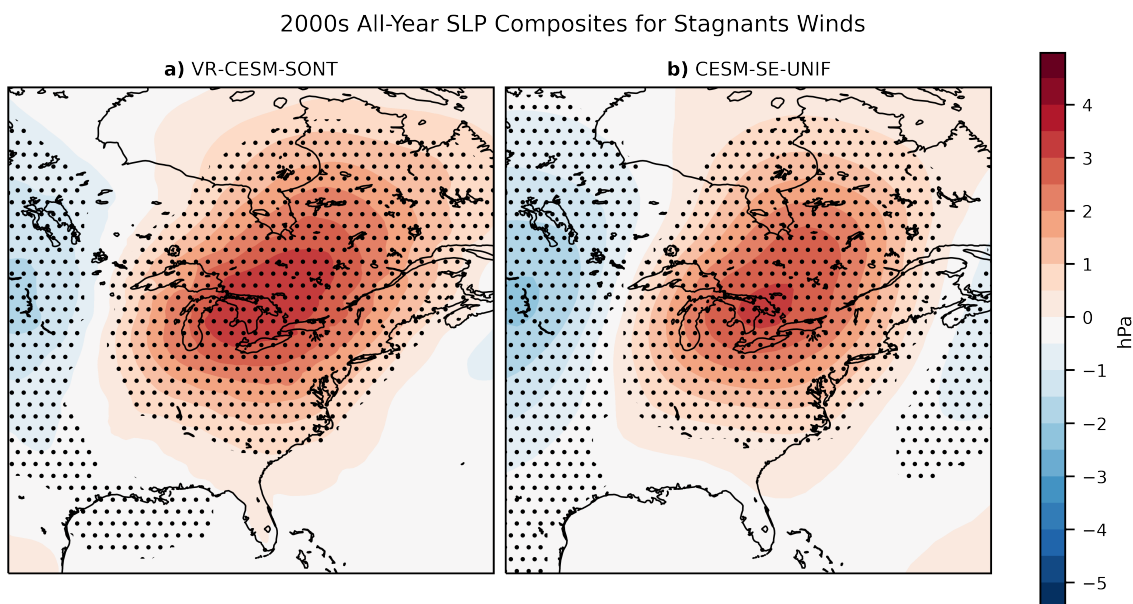 2000s All-Year SLP Composites for Stagnants Winds
a) VR-CESM-SONT
b) CESM-SE-UNIF
4
3
2
1
0
−1
−2
−3
−4
−5
hPa